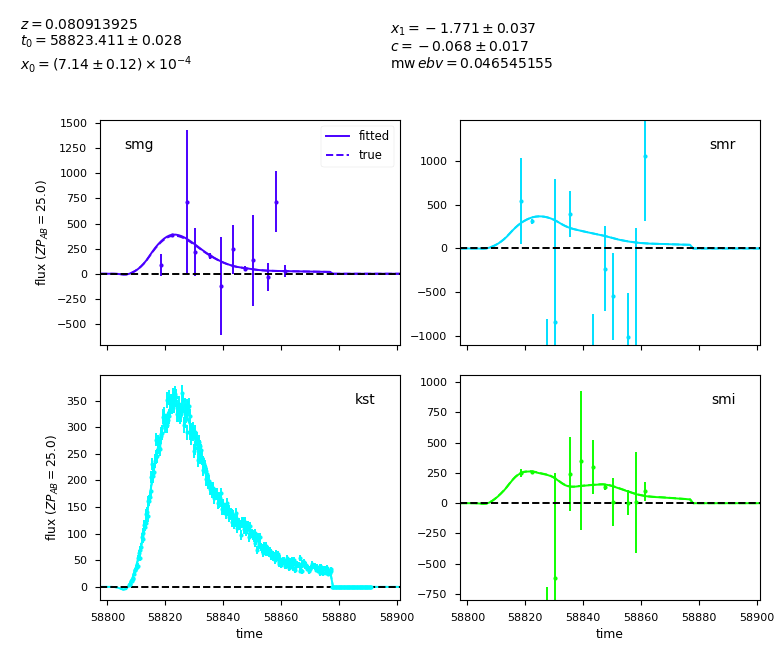 z = 0.080913925
t₀ = 58823.411 ± 0.028
x₀ = (7.14 ± 0.12) × 10⁻⁴
x₁ = −1.771 ± 0.037
c = −0.068 ± 0.017
mw ebv = 0.046545155
smg
fitted
true
flux (ZP_AB = 25.0)
1500
1250
1000
750
500
250
0
−250
−500
smr
1000
500
0
−500
−1000
kst
flux (ZP_AB = 25.0)
350
300
250
200
150
100
50
0
58800 58820 58840 58860 58880 58900
time
smi
1000
750
500
250
0
−250
−500
−750
58800 58820 58840 58860 58880 58900
time